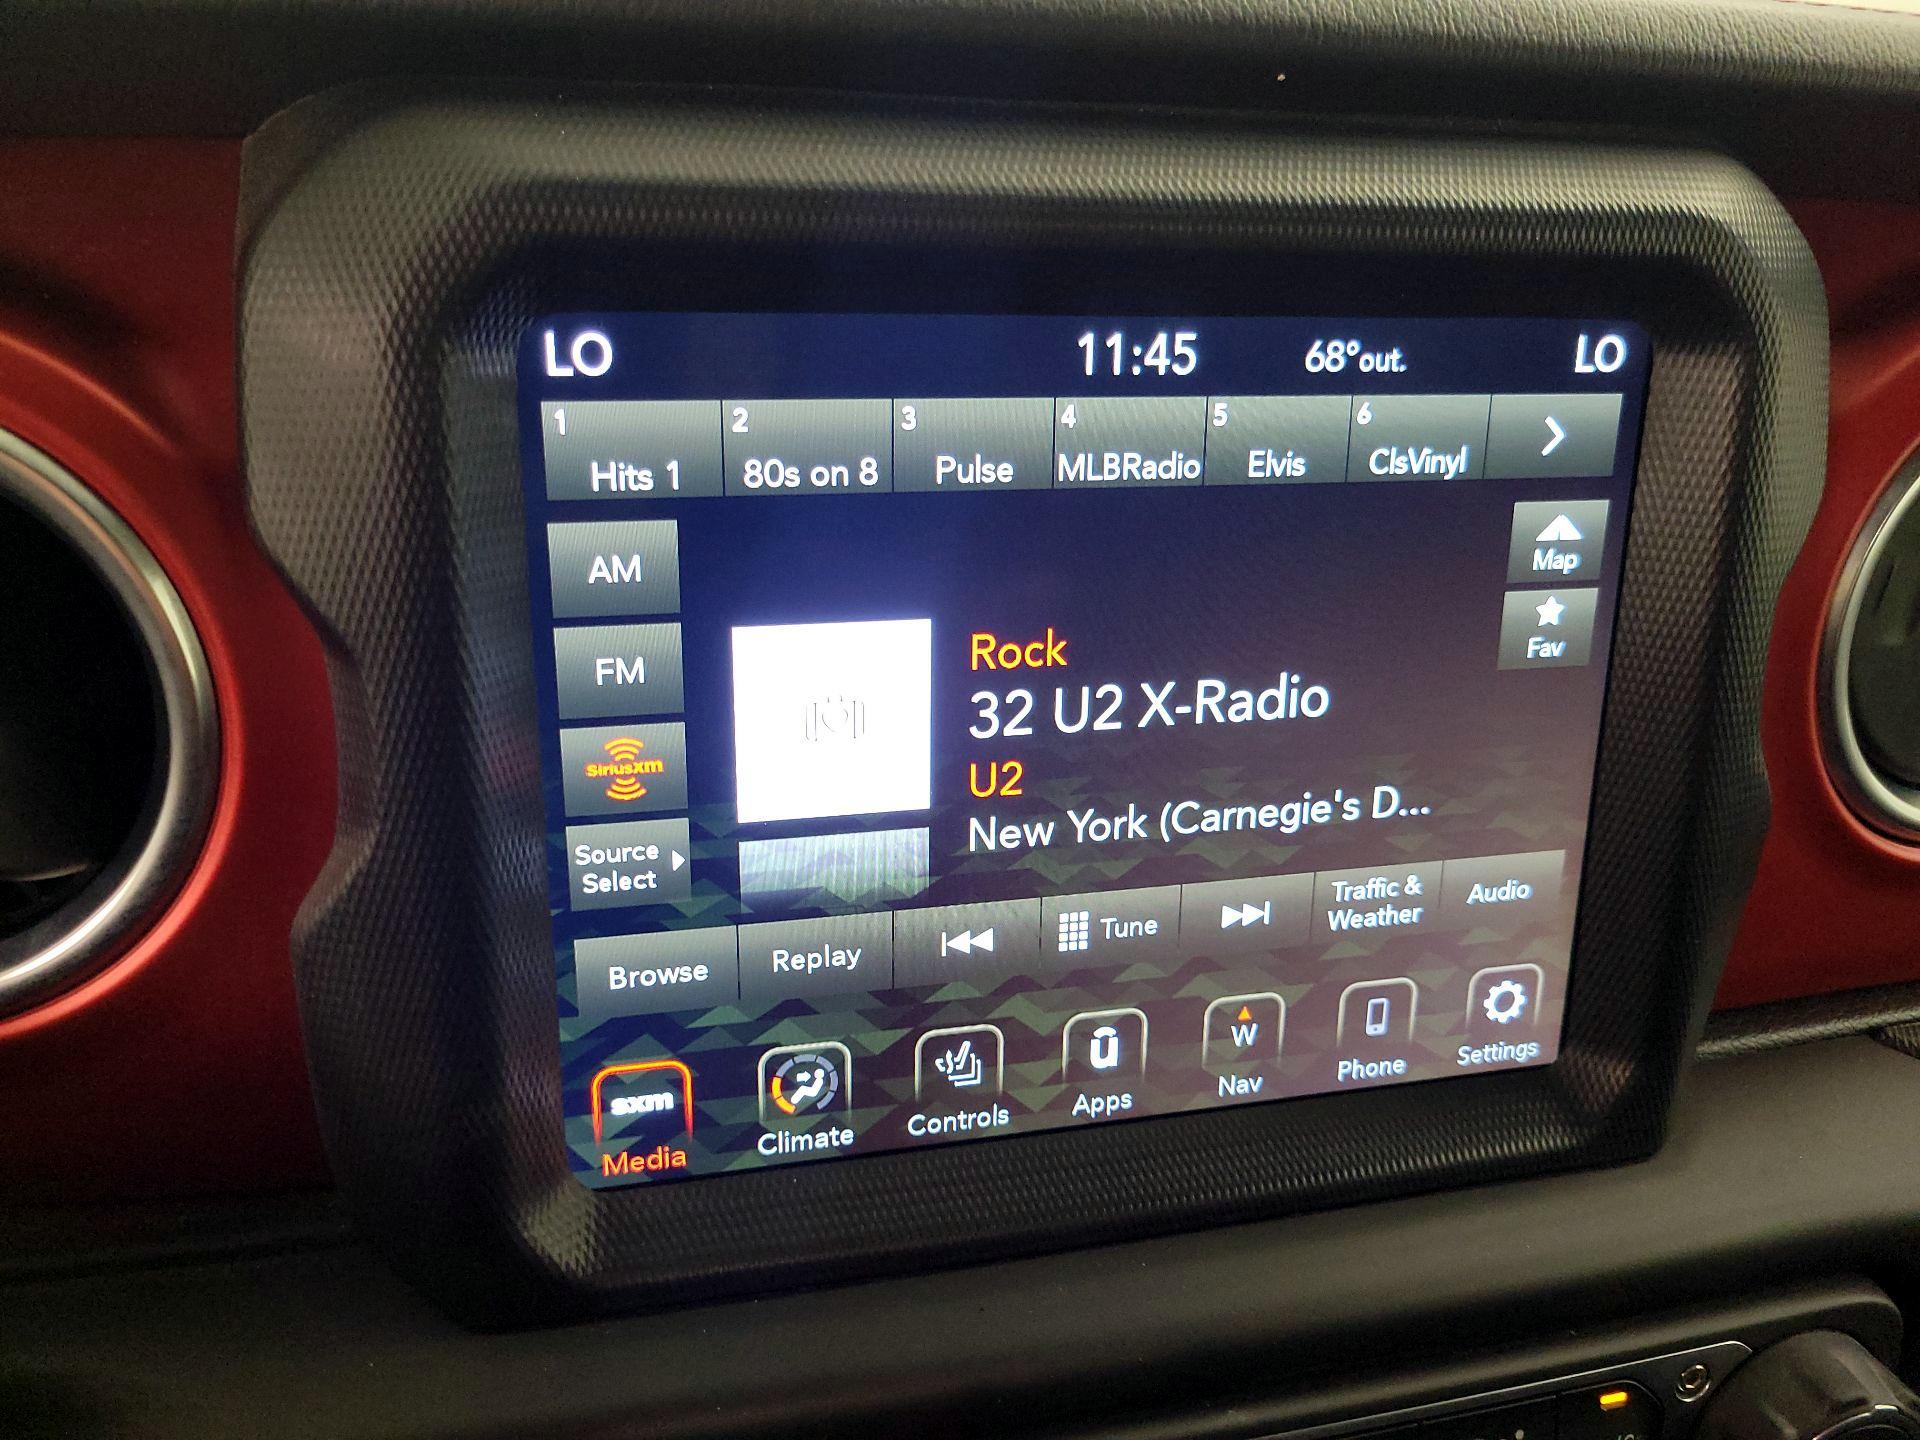 LO 11:45 68°out. LO
1 2 3 4 5 6
Hits 1 80s on 8 Pulse MLBRadio Elvis ClsVinyl
AM
Map
FM
Fav
Rock
32 U2 X-Radio
siriusxm
U2
New York (Carnegie's D...
Source
Select
Browse
Replay
Tune
Traffic &
Weather
Audio
sxm
Media
Climate
Controls
Apps
W
Nav
Phone
Settings